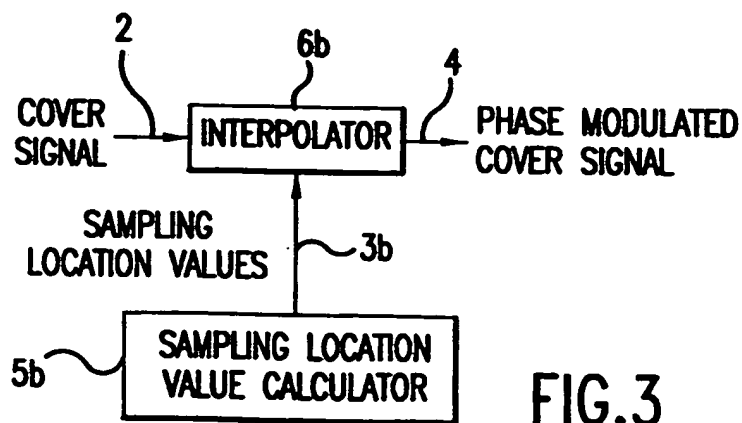 2
6b
4
COVER
SIGNAL
INTERPOLATOR
PHASE MODULATED
COVER SIGNAL
SAMPLING
LOCATION VALUES
3b
5b
SAMPLING LOCATION
VALUE CALCULATOR
FIG.3